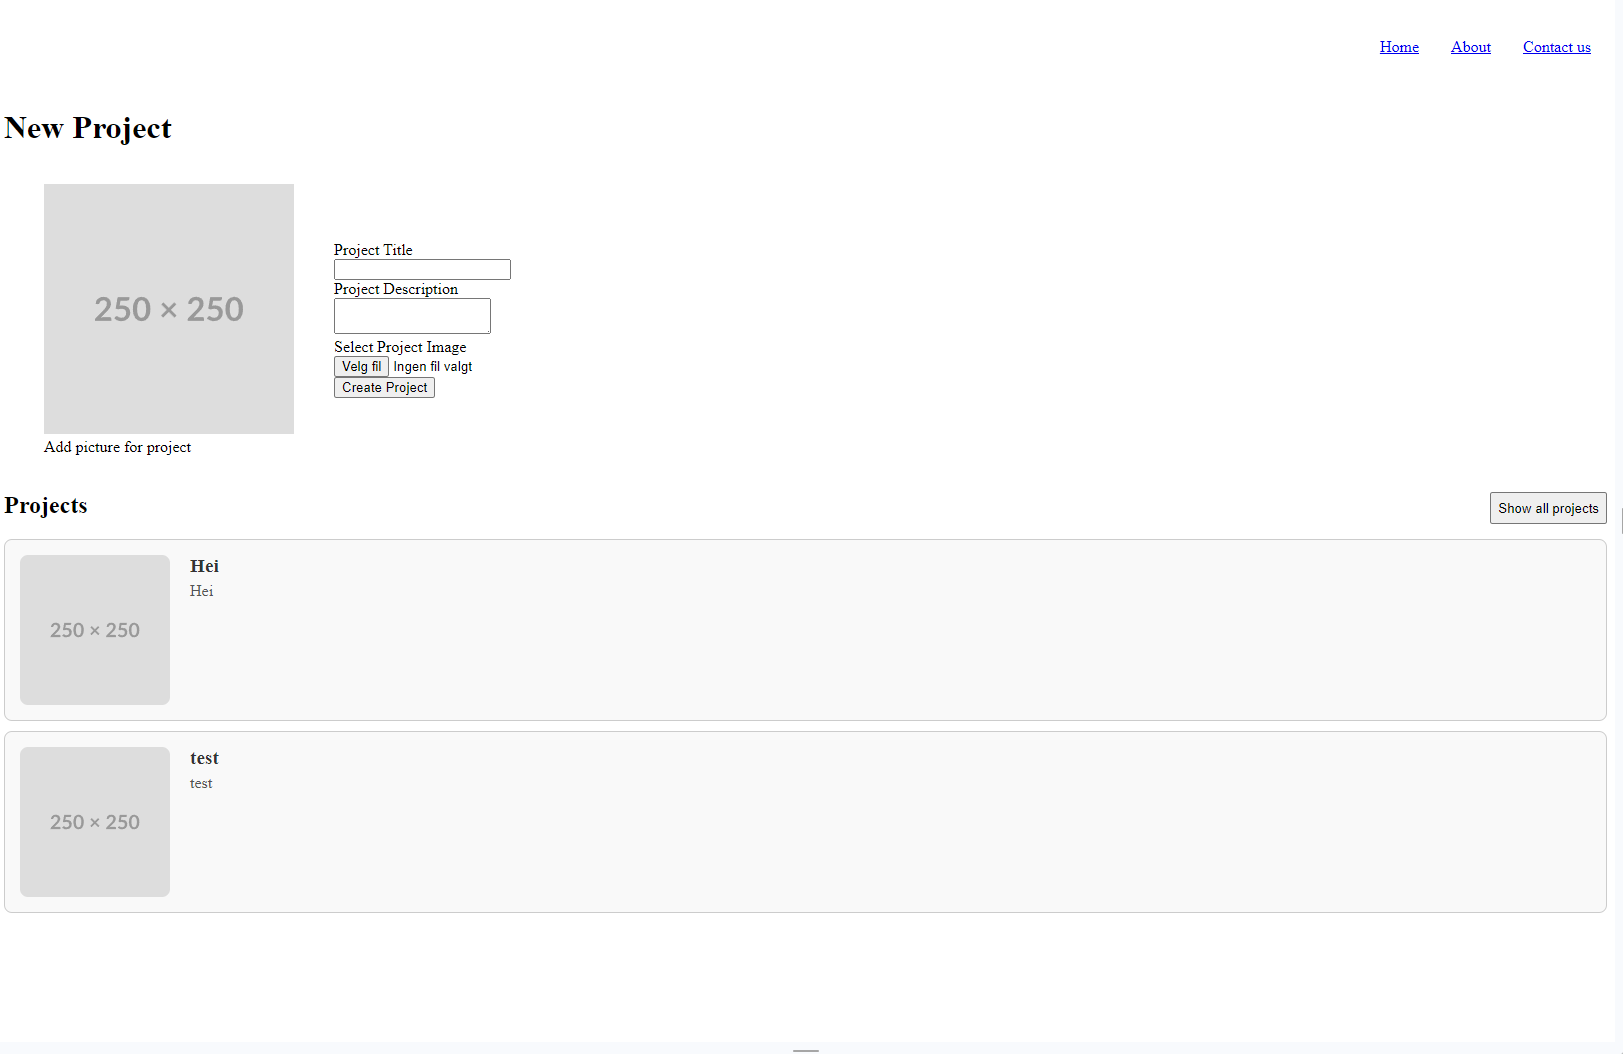 Home About Contact us
New Project
250 × 250
Add picture for project
Project Title
Project Description
Select Project Image
Velg fil Ingen fil valgt
Create Project
Projects
Show all projects
250 × 250
Hei
Hei
250 × 250
test
test